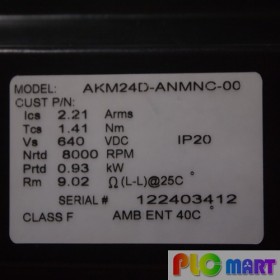 MODEL: AKM24D-ANMNC-00
CUST P/N:
Ics 2.21 Arms
Tcs 1.41 Nm
Vs 640 VDC IP20
Nrtd 8000 RPM
Prtd 0.93 kW
Rm 9.02 Ω (L-L)@25C°
SERIAL # 122403412
CLASS F AMB ENT 40C°
PLC MART